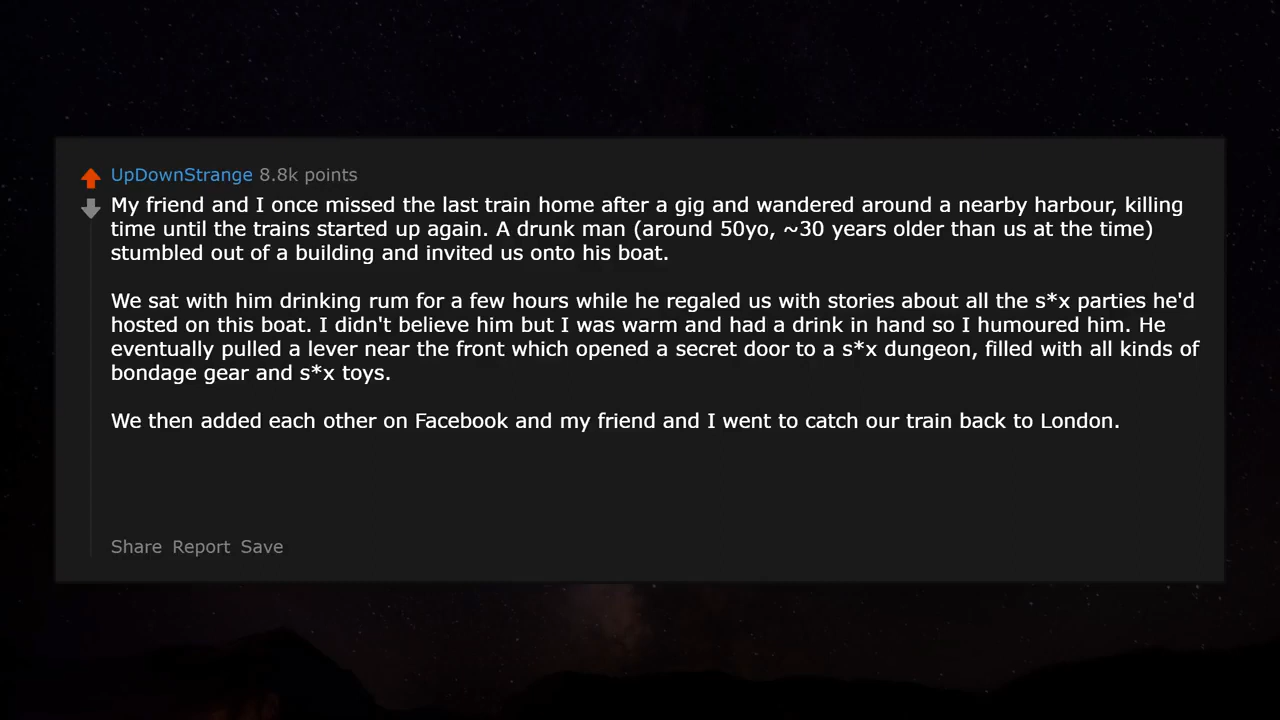 UpDownStrange 8.8k points
My friend and I once missed the last train home after a gig and wandered around a nearby harbour, killing
time until the trains started up again. A drunk man (around 50yo, ~30 years older than us at the time)
stumbled out of a building and invited us onto his boat.
We sat with him drinking rum for a few hours while he regaled us with stories about all the s*x parties he'd
hosted on this boat. I didn't believe him but I was warm and had a drink in hand so I humoured him. He
eventually pulled a lever near the front which opened a secret door to a s*x dungeon, filled with all kinds of
bondage gear and s*x toys.
We then added each other on Facebook and my friend and I went to catch our train back to London.
Share Report Save